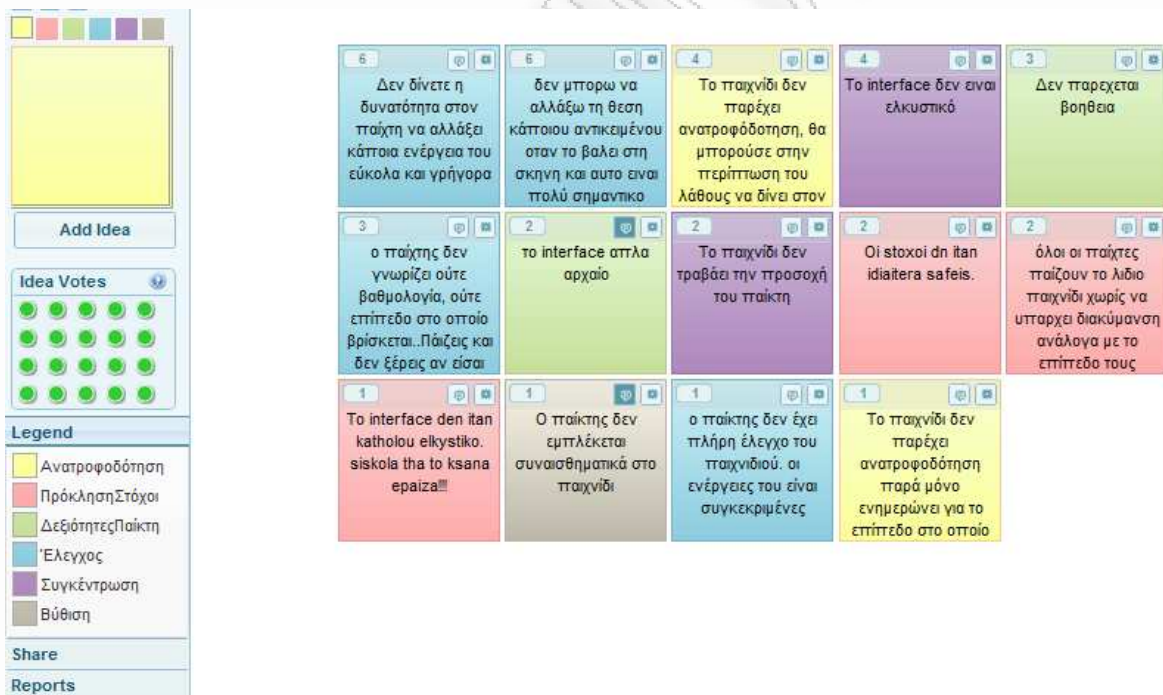 Add Idea
Idea Votes
Legend
Ανατροφοδότηση
ΠρόκλησηΣτόχοι
ΔεξιότητεςΠαίκτη
Έλεγχος
Συγκέντρωση
Βύθιση
Share
Reports
6
Δεν δίνετε η
δυνατότητα στον
παίχτη να αλλάξει
κάποια ενέργεια του
εύκολα και γρήγορα
6
δεν μπορω να
αλλάξω τη θεση
κάποιου αντικειμένου
οταν το βαλει στη
σκηνη και αυτο ειναι
πολύ σημαντικο
4
Το παιχνίδι δεν
παρέχει
ανατροφόδοτηση, θα
μπορούσε στην
περίπτωση του
λάθους να δίνει στον
4
Το interface δεν ειναι
ελκυστικό
3
Δεν παρεχεται
βοηθεια
3
ο παίχτης δεν
γνωρίζει ούτε
βαθμολογία, ούτε
επίπεδο στο οποίο
βρίσκεται..Πάιζεις και
δεν ξέρεις αν είσαι
2
το interface απλα
αρχαίο
2
Το παιχνίδι δεν
τραβάει την προσοχή
του παίκτη
2
Oi stoxoi dn itan
idiaitera safeis.
2
όλοι οι παίχτες
παίζουν το λιδιο
παιχνίδι χωρίς να
υπαρχει διακύμανση
ανάλογα με το
επίπεδο τους
1
To interface den itan
katholou elkystiko.
siskola tha to ksana
epaiza!!!
1
Ο παίκτης δεν
εμπλέκεται
συναισθηματικά στο
παιχνίδι
1
ο παίκτης δεν έχει
πλήρη έλεγχο του
παιχνιδιού. οι
ενέργειες του είναι
συγκεκριμένες
1
Το παιχνίδι δεν
παρέχει
ανατροφοδότηση
παρά μόνο
ενημερώνει για το
επίπεδο στο οποίο